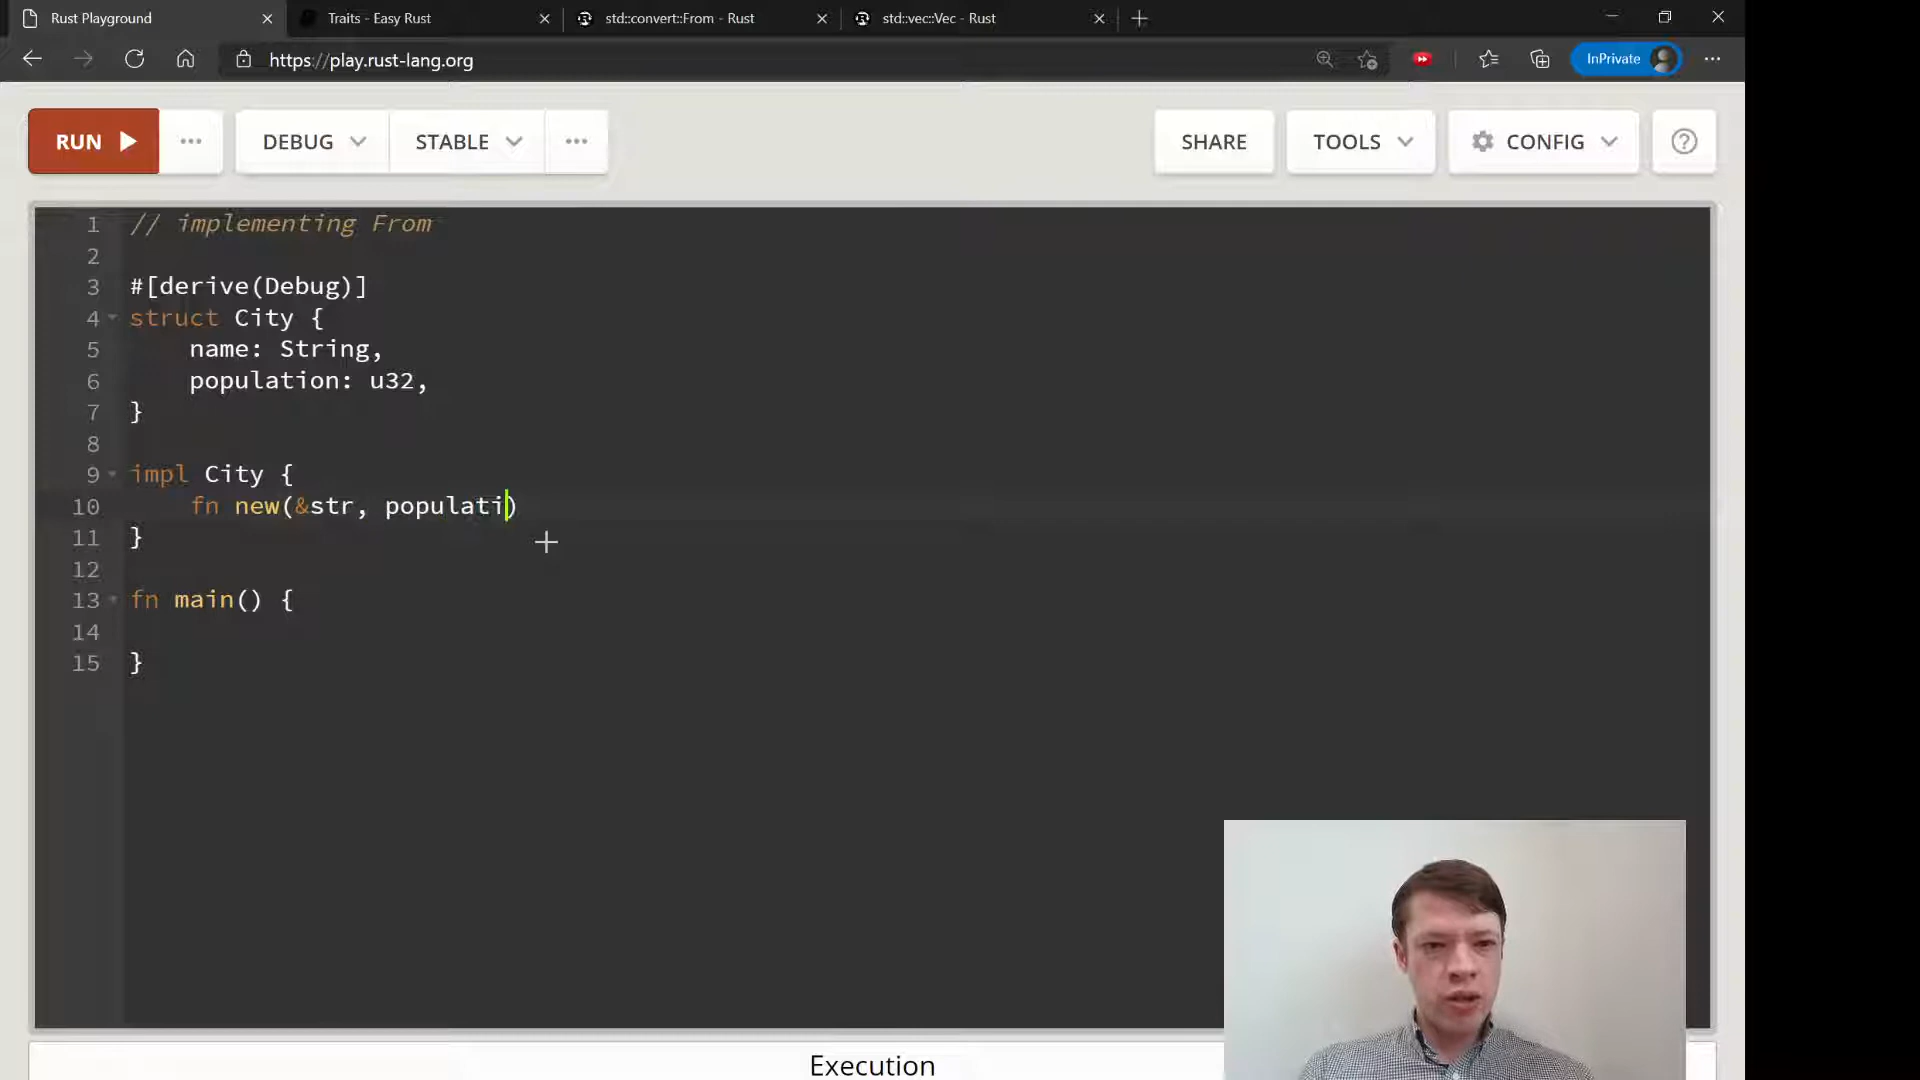 Rust Playground
Traits - Easy Rust
std::convert::From - Rust
std::vec::Vec - Rust
https://play.rust-lang.org
InPrivate
RUN
DEBUG
STABLE
SHARE
TOOLS
CONFIG
1 // implementing From
2
3 #[derive(Debug)]
4 struct City {
5 name: String,
6 population: u32,
7 }
8
9 impl City {
10 fn new(&str, populati)
11 }
12
13 fn main() {
14
15 }
Execution